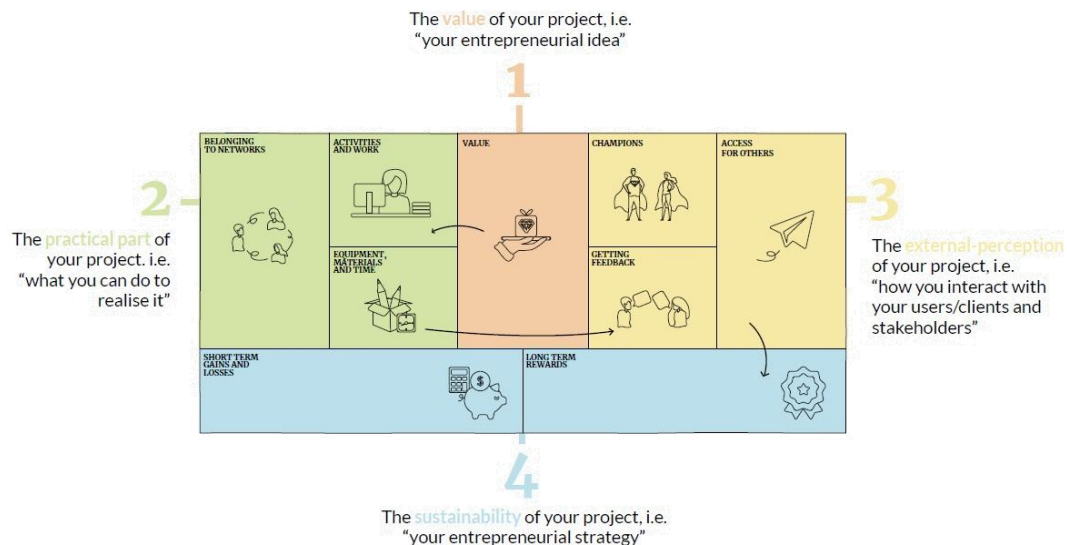 The value of your project, i.e.
“your entrepreneurial idea”
1
BELONGING
TO NETWORKS
ACTIVITIES
AND WORK
VALUE
CHAMPIONS
ACCESS
FOR OTHERS
2
The practical part of
your project. i.e.
“what you can do to
realise it”
EQUIPMENT,
MATERIALS
AND TIME
GETTING
FEEDBACK
3
The external-perception
of your project, i.e.
“how you interact with
your users/clients and
stakeholders”
SHORT TERM
GAINS AND
LOSSES
$
LONG TERM
REWARDS
4
The sustainability of your project, i.e.
“your entrepreneurial strategy”